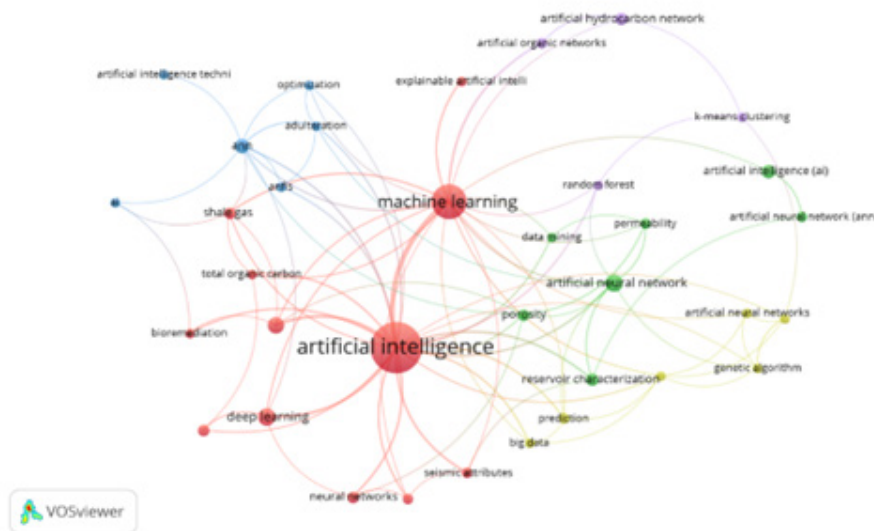 artificial hydrocarbon network
artificial organic networks
artificial intelligence techni
optimization
explainable artificial intelli
adulteration
k-means clustering
ann
artificial intelligence (ai)
anfis
random forest
machine learning
shale gas
permeability
artificial neural network (ann
data mining
total organic carbon
artificial neural network
porosity
artificial neural networks
bioremediation
artificial intelligence
genetic algorithm
reservoir characterization
deep learning
prediction
big data
seismic attributes
neural networks
VOSviewer